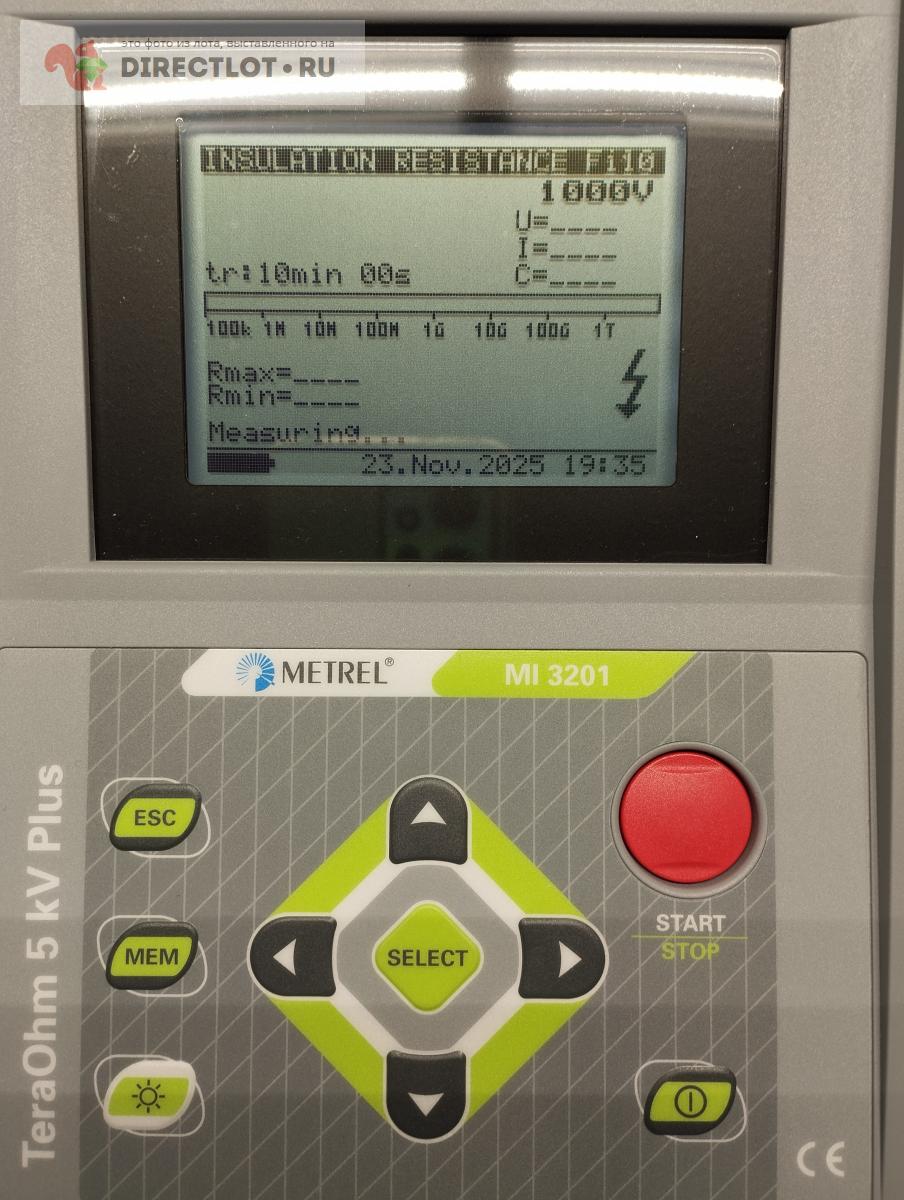 это фото из лота, выставленного на
DIRECTLOT•RU
INSULATION RESISTANCE Fil0
1000V
U=____
I=____
tr:10min 00s C=____
100k 1M 10M 100M 1G 10G 100G 1T
Rmax=____
Rmin=____
Measuring...
23.Nov.2025 19:35
METREL® MI 3201
TeraOhm 5 kV Plus
ESC
MEM
SELECT
START
STOP
CE